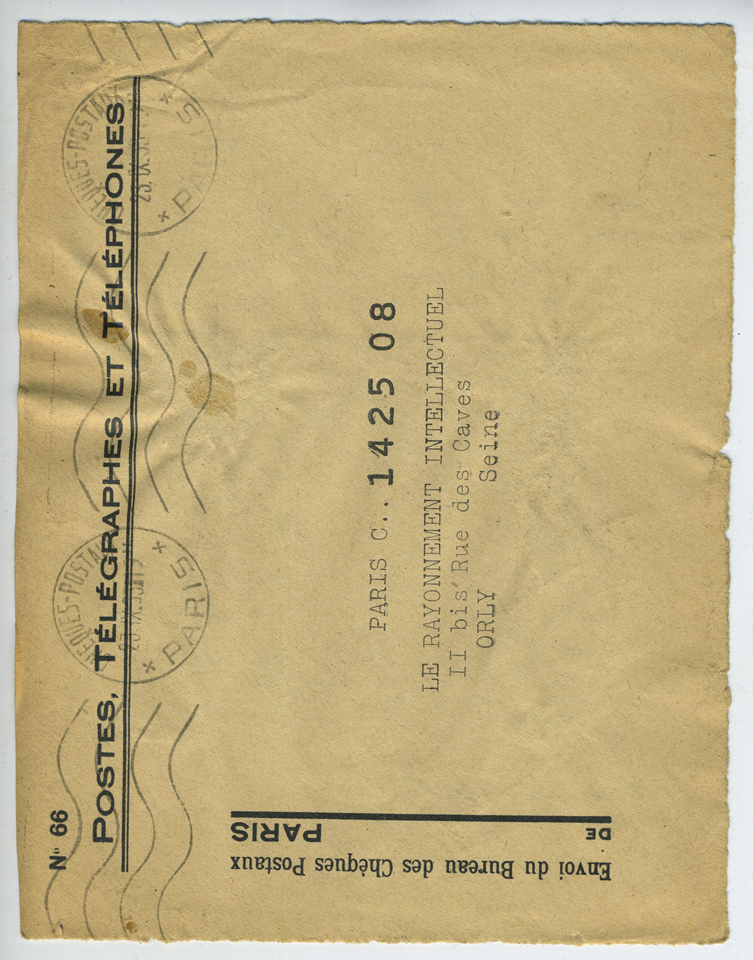 N° 66
POSTES, TÉLÉGRAPHES ET TÉLÉPHONES
PARIS
PARIS
PARIS C.. 1425 08
LE RAYONNEMENT INTELLECTUEL
II bis Rue des Caves
ORLY Seine
Envoi du Bureau des Chèques Postaux
DE PARIS